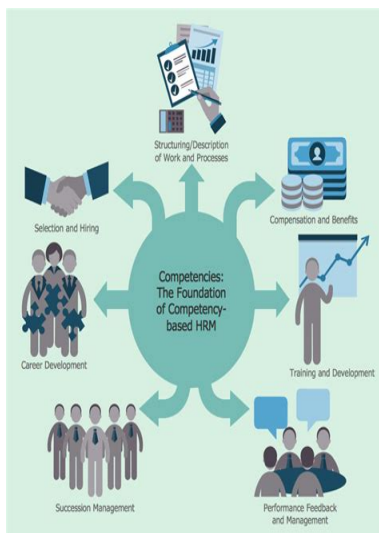 Structuring/Description
of Work and Processes
Selection and Hiring
Compensation and Benefits
Competencies:
The Foundation
of Competency-
based HRM
Career Development
Training and Development
Succession Management
Performance Feedback
and Management